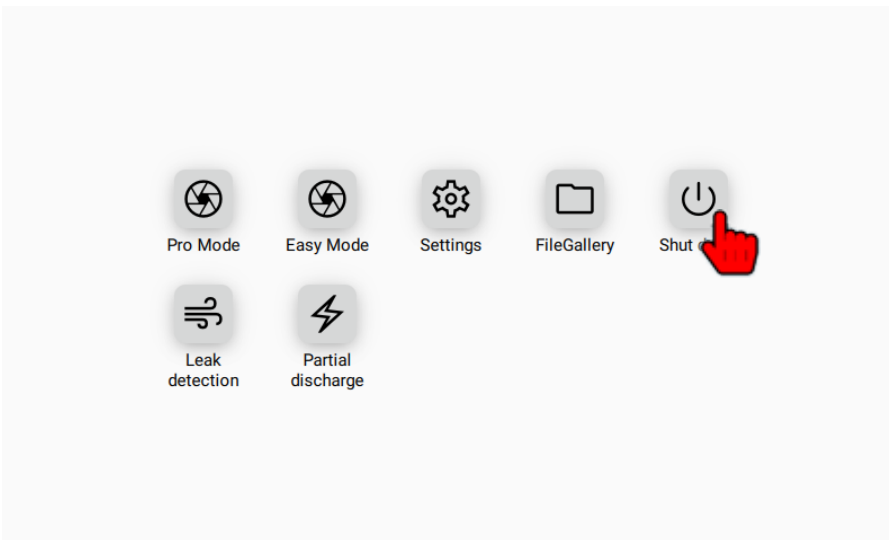 Pro Mode
Easy Mode
Settings
FileGallery
Shut
Leak
detection
Partial
discharge